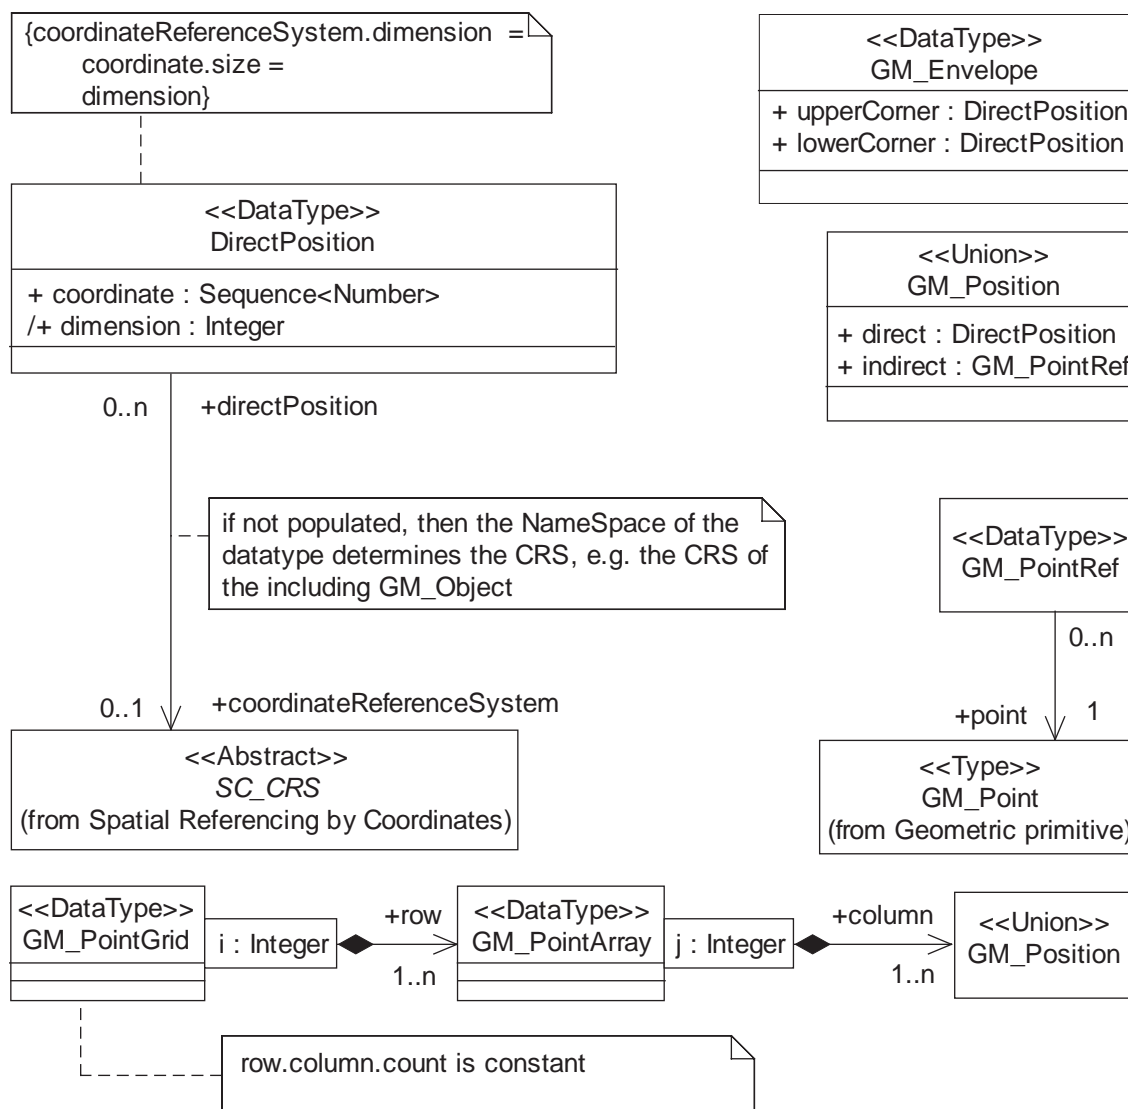 {coordinateReferenceSystem.dimension =
coordinate.size =
dimension}
<<DataType>>
GM_Envelope
+ upperCorner : DirectPosition
+ lowerCorner : DirectPosition
<<DataType>>
DirectPosition
+ coordinate : Sequence<Number>
/+ dimension : Integer
<<Union>>
GM_Position
+ direct : DirectPosition
+ indirect : GM_PointRef
0..n
+directPosition
if not populated, then the NameSpace of the
datatype determines the CRS, e.g. the CRS of
the including GM_Object
<<DataType>>
GM_PointRef
0..n
0..1
+coordinateReferenceSystem
+point
1
<<Abstract>>
SC_CRS
(from Spatial Referencing by Coordinates)
<<Type>>
GM_Point
(from Geometric primitive)
<<DataType>>
GM_PointGrid
i : Integer
+row
1..n
<<DataType>>
GM_PointArray
j : Integer
+column
1..n
<<Union>>
GM_Position
row.column.count is constant